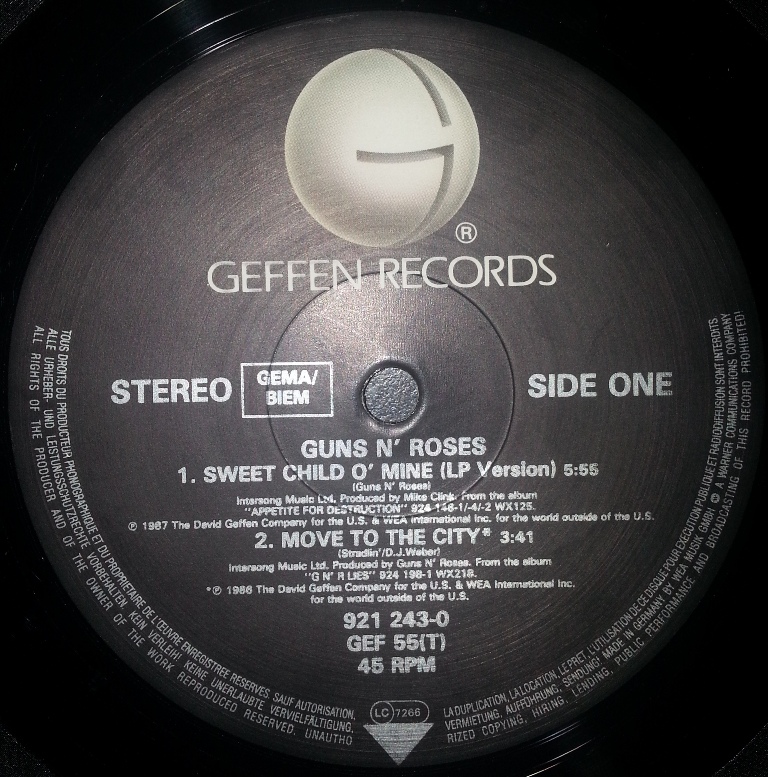 ®
GEFFEN RECORDS
STEREO
GEMA/
BIEM
SIDE ONE
GUNS N' ROSES
1. SWEET CHILD O' MINE (LP Version) 5:55
(Guns N' Roses)
Intersong Music Ltd. Produced by Mike Clink. From the album
"APPETITE FOR DESTRUCTION" 924 148-1/-4/-2 WX125.
℗ 1987 The David Geffen Company for the U.S. & WEA International Inc. for the world outside of the U.S.
2. MOVE TO THE CITY* 3:41
(Stradlin'/D.J.Weber)
Intersong Music Ltd. Produced by Guns N' Roses. From the album
"G N' R LIES" 924 198-1 WX218.
*℗ 1986 The David Geffen Company for the U.S. & WEA International Inc.
for the world outside of the U.S.
921 243-0
GEF 55(T)
45 RPM
LC 7266
TOUS DROITS DU PRODUCTEUR PHONOGRAPHIQUE ET DU PROPRIETAIRE DE L'ŒUVRE ENREGISTREE RESERVES. SAUF AUTORISATION,
LA DUPLICATION, LA LOCATION, LE PRET, L'UTILISATION DE CE DISQUE POUR EXECUTION PUBLIQUE ET RADIODIFFUSION SONT INTERDITS.
ALLE URHEBER- UND LEISTUNGSSCHUTZRECHTE VORBEHALTEN. KEIN VERLEIH! KEINE UNERLAUBTE VERVIELFÄLTIGUNG,
VERMIETUNG, AUFFÜHRUNG, SENDUNG! MADE IN GERMANY BY WEA MUSIK GMBH Ⓟ A WARNER COMMUNICATIONS COMPANY
ALL RIGHTS OF THE PRODUCER AND OF THE OWNER OF THE WORK REPRODUCED RESERVED. UNAUTHO
RIZED COPYING, HIRING, LENDING, PUBLIC PERFORMANCE AND BROADCASTING OF THIS RECORD PROHIBITED!